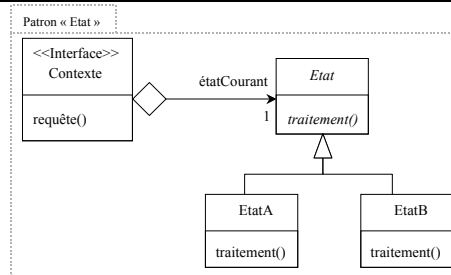 Patron « Etat »
<<Interface>>
Contexte
requête()
étatCourant
1
Etat
traitement()
EtatA
traitement()
EtatB
traitement()